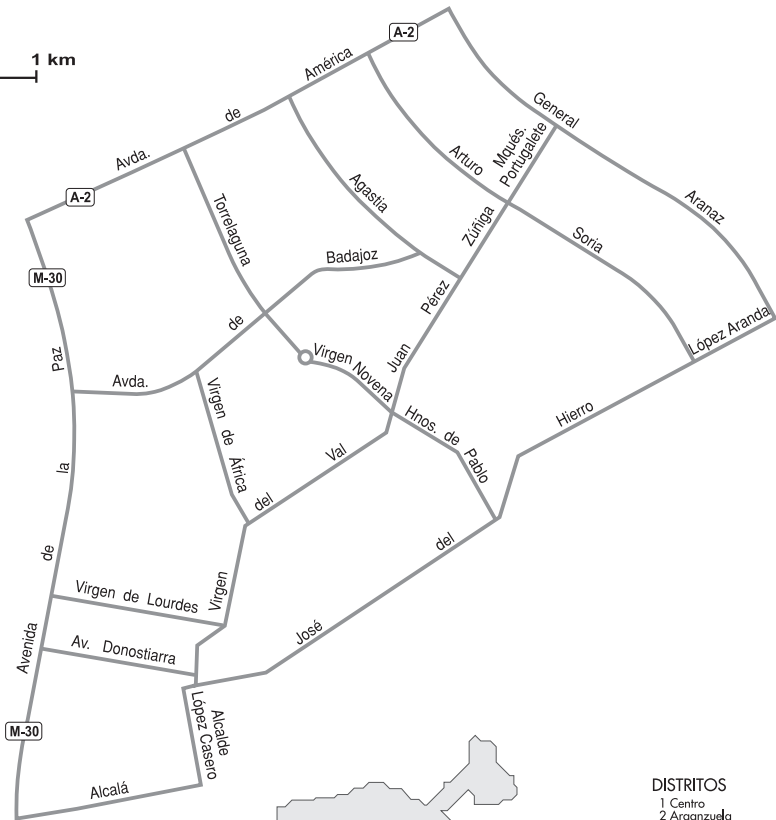 1 km
A-2
Avda. de América
A-2
General Aranaz
Mqués.
Portugalete
Arturo Soria
Agastia
Torrelaguna
Zúñiga
Badajoz
M-30
Pérez
de
Juan
López Aranda
Paz
Avda.
Virgen Novena
Virgen de África
Hnos. de Pablo
Hierro
la
del Val
de
del
Virgen
Virgen de Lourdes
José
Avenida
Av. Donostiarra
M-30
Alcalde
López Casero
Alcalá
DISTRITOS
1 Centro
2 Arganzuela